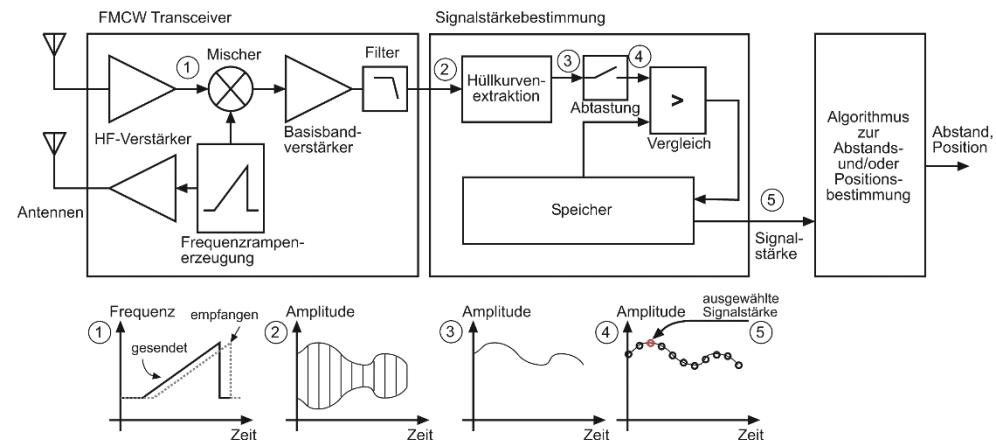 FMCW Transceiver
Signalstärkebestimmung
Mischer
Filter
1
2
3
4
Hüllkurven-
extraktion
Abtastung
>
Vergleich
HF-Verstärker
Basisband-
verstärker
Antennen
Frequenzrampen-
erzeugung
Speicher
5
Signal-
stärke
Algorithmus
zur
Abstands-
und/oder
Positions-
bestimmung
Abstand,
Position
1
Frequenz
empfangen
gesendet
Zeit
2
Amplitude
Zeit
3
Amplitude
Zeit
4
Amplitude
ausgewählte
Signalstärke
5
Zeit